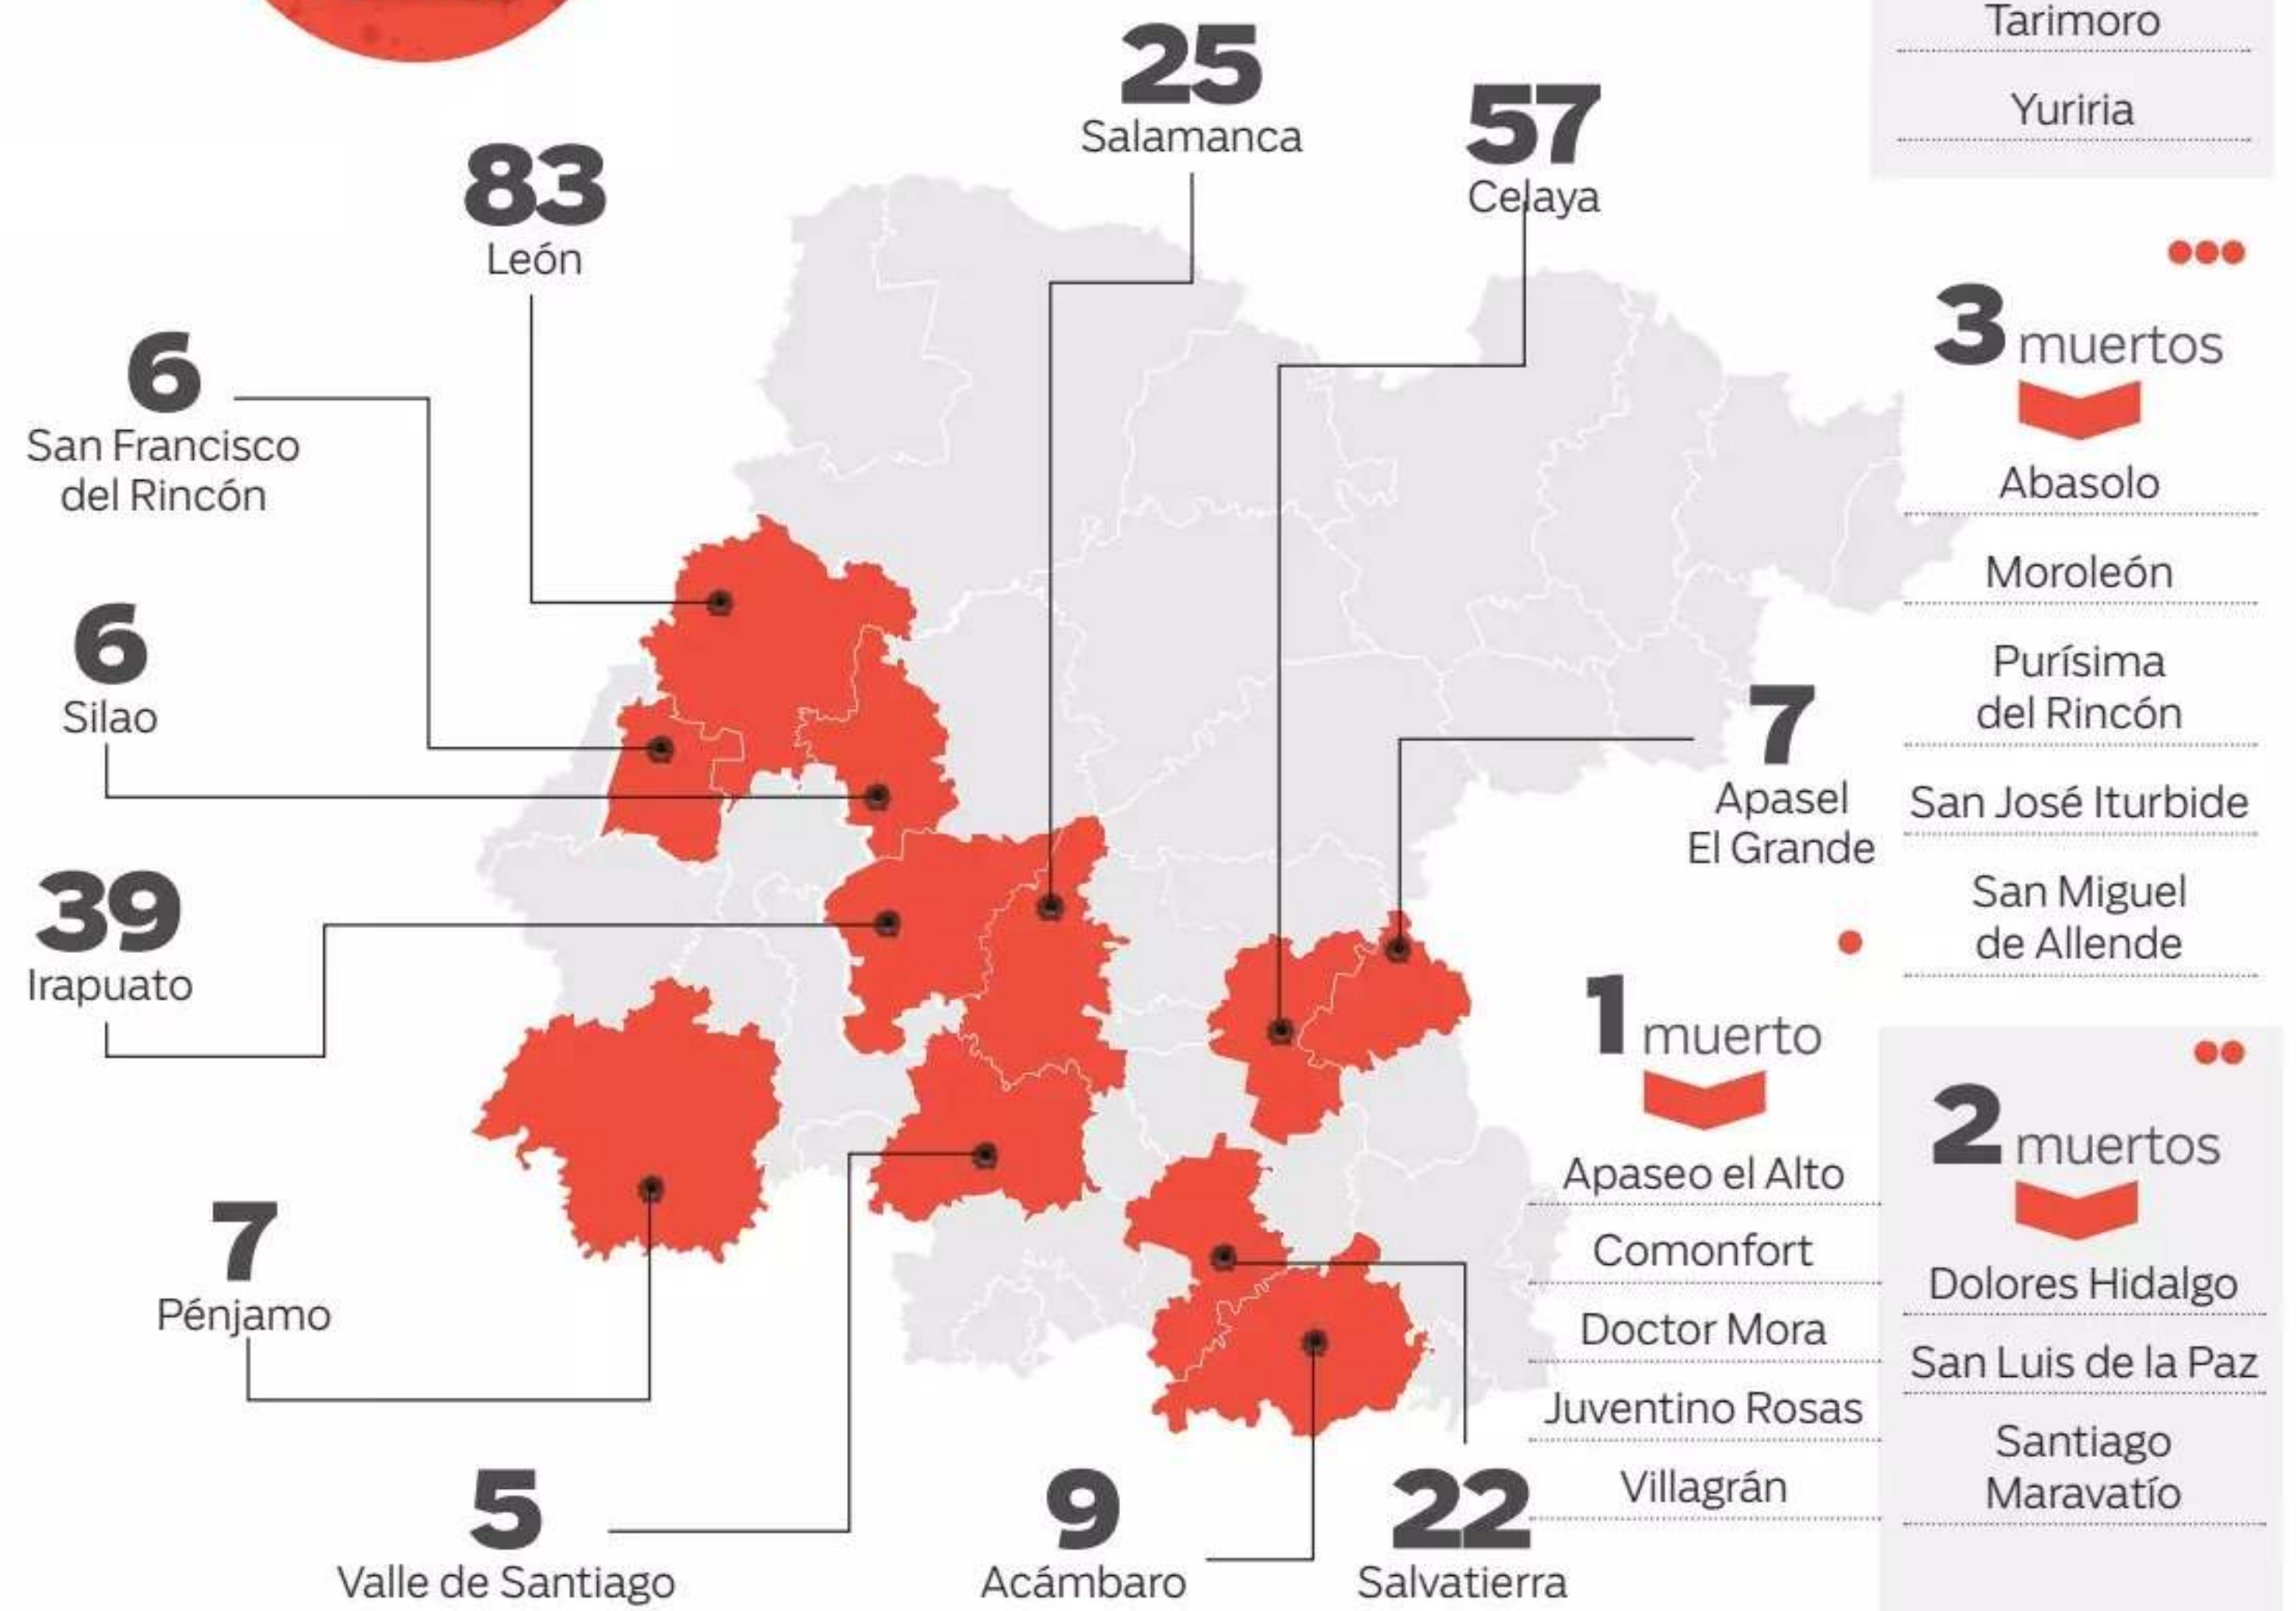 25
Salamanca
57
Celaya
83
León
6
San Francisco
del Rincón
6
Silao
39
Irapuato
7
Pénjamo
5
Valle de Santiago
9
Acámbaro
22
Salvatierra
7
Apasel
El Grande
1 muerto
Apaseo el Alto
Comonfort
Doctor Mora
Juventino Rosas
Villagrán
Tarimoro
Yuriria
3 muertos
Abasolo
Moroleón
Purísima
del Rincón
San José Iturbide
San Miguel
de Allende
2 muertos
Dolores Hidalgo
San Luis de la Paz
Santiago
Maravatío